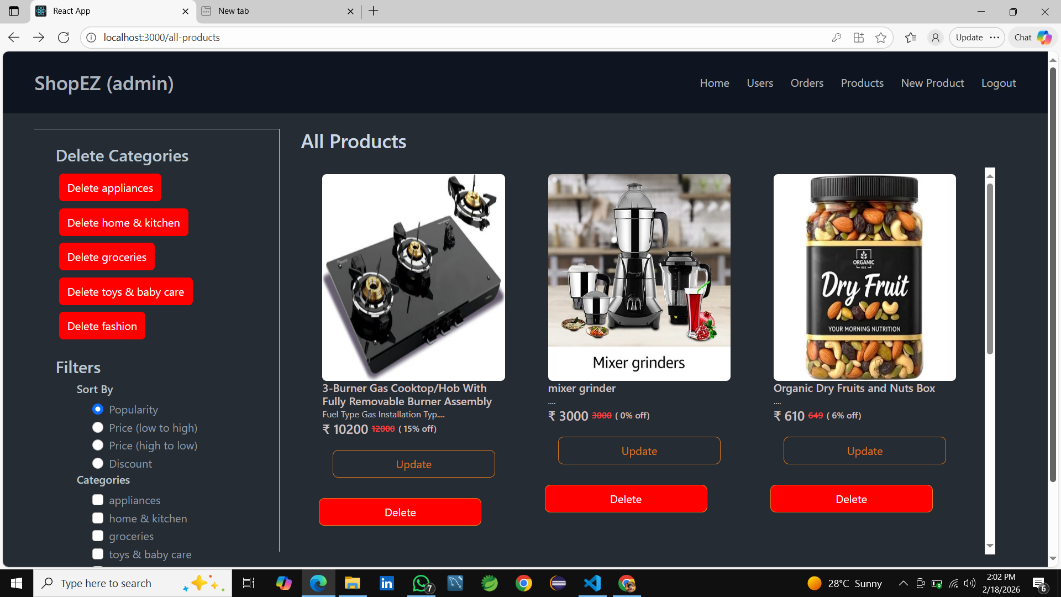 React App
New tab
localhost:3000/all-products
Update
Chat
ShopEZ (admin)
Home
Users
Orders
Products
New Product
Logout
Delete Categories
Delete appliances
Delete home & kitchen
Delete groceries
Delete toys & baby care
Delete fashion
Filters
Sort By
Popularity
Price (low to high)
Price (high to low)
Discount
Categories
appliances
home & kitchen
groceries
toys & baby care
All Products
3-Burner Gas Cooktop/Hob With
Fully Removable Burner Assembly
Fuel Type Gas Installation Typ....
₹ 10200 12000 ( 15% off)
Update
Delete
Mixer grinders
mixer grinder
....
₹ 3000 3000 ( 0% off)
Update
Delete
ORGANIC
Dry Fruit
YOUR MORNING NUTRITION
Organic Dry Fruits and Nuts Box
....
₹ 610 649 ( 6% off)
Update
Delete
Type here to search
7
28°C Sunny
2:02 PM
2/18/2026
6